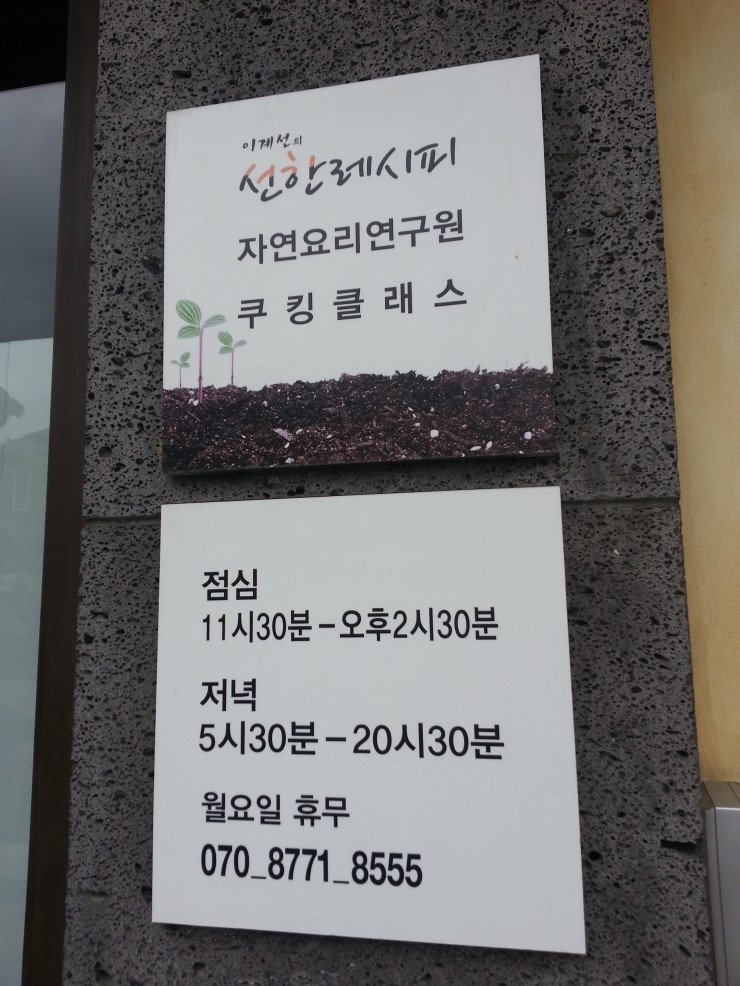 이계선의
선한레시피
자연요리연구원
쿠킹클래스
점심
11시30분-오후2시30분
저녁
5시30분-20시30분
월요일 휴무
070_8771_8555